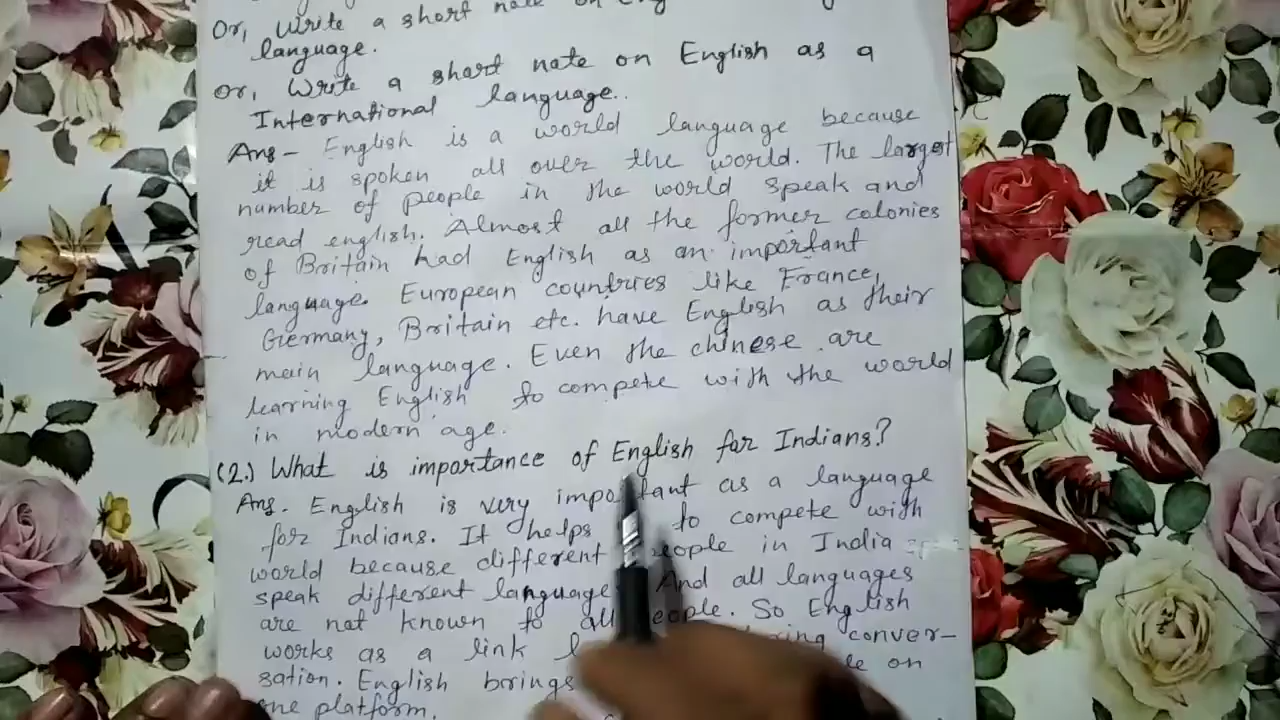 Or, Write a short note on
language.
Or, Write a short note on English as a
International language..
Ans- English is a world language because
it is spoken all over the world. The largest
number of people in the world speak and
read english. Almost all the former colonies
of Britain had English as an important
language. European countries like France,
Germany, Britain etc. have English as their
main language. Even the chinese are
learning English to compete with the world
in modern age.
(2.) What is importance of English for Indians?
Ans. English is very important as a language
for Indians. It helps to compete with
world because different people in India
speak different language And all languages
are not known to all people. So English
works as a link conver-
sation. English brings on
one platform.